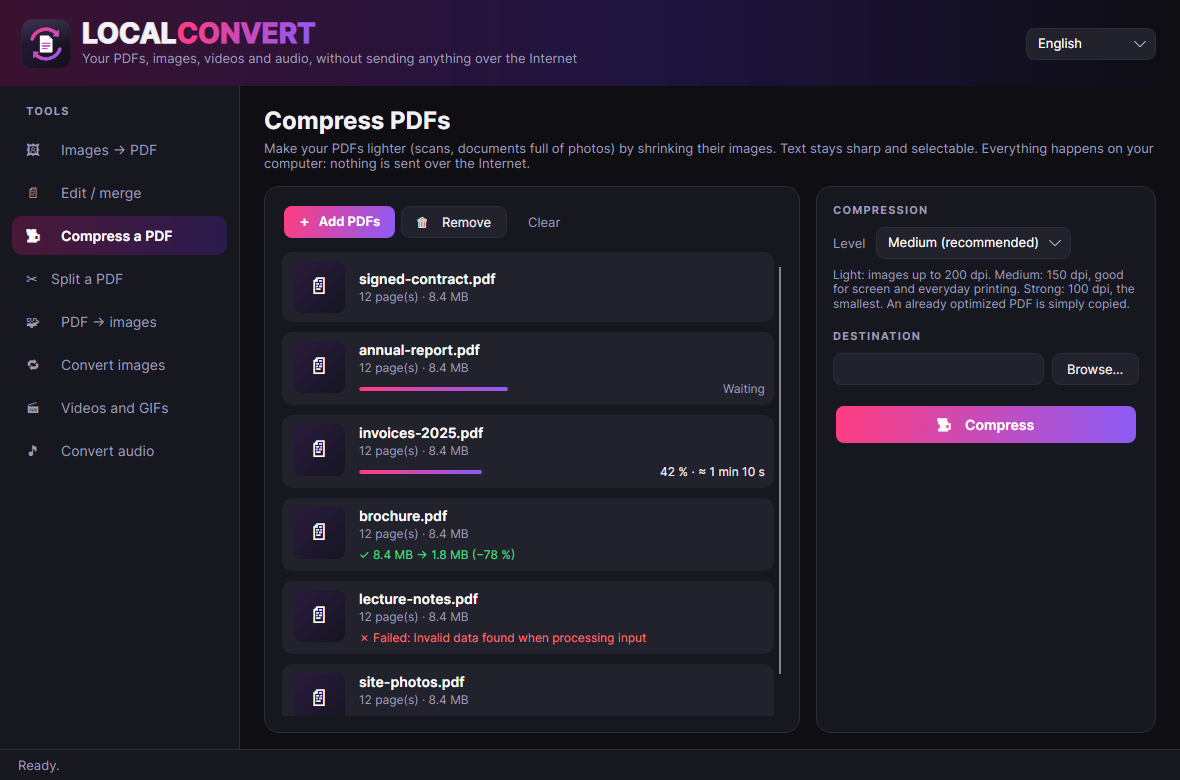 LOCALCONVERT
Your PDFs, images, videos and audio, without sending anything over the Internet
English
TOOLS
Images → PDF
Edit / merge
Compress a PDF
Split a PDF
PDF → images
Convert images
Videos and GIFs
Convert audio
Compress PDFs
Make your PDFs lighter (scans, documents full of photos) by shrinking their images. Text stays sharp and selectable. Everything happens on your
computer: nothing is sent over the Internet.
+ Add PDFs
Remove
Clear
signed-contract.pdf
12 page(s) · 8.4 MB
annual-report.pdf
12 page(s) · 8.4 MB
Waiting
invoices-2025.pdf
12 page(s) · 8.4 MB
42 % · ≈ 1 min 10 s
brochure.pdf
12 page(s) · 8.4 MB
✓ 8.4 MB → 1.8 MB (−78 %)
lecture-notes.pdf
12 page(s) · 8.4 MB
✕ Failed: Invalid data found when processing input
site-photos.pdf
12 page(s) · 8.4 MB
COMPRESSION
Level
Medium (recommended)
Light: images up to 200 dpi. Medium: 150 dpi, good
for screen and everyday printing. Strong: 100 dpi, the
smallest. An already optimized PDF is simply copied.
DESTINATION
Browse...
Compress
Ready.